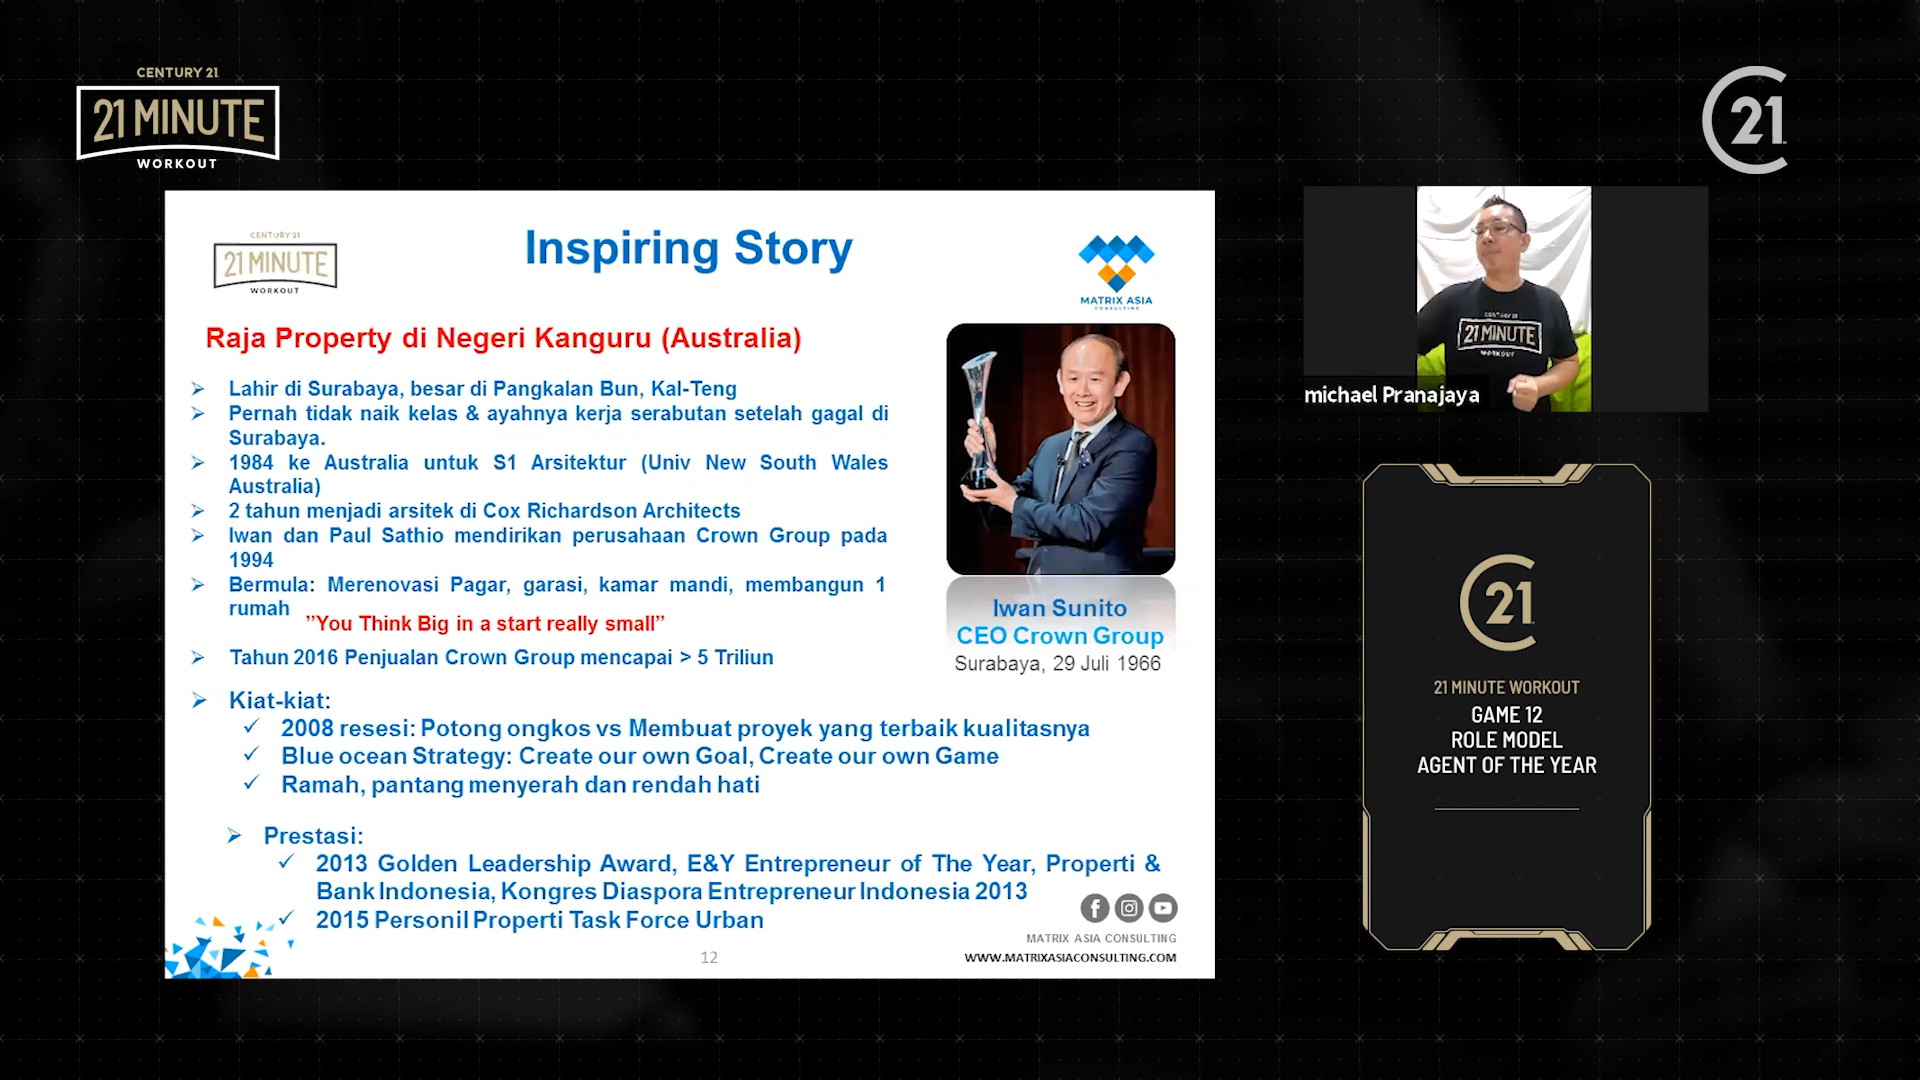 CENTURY 21
21 MINUTE
WORKOUT
C21
CENTURY 21
21 MINUTE
WORKOUT
Inspiring Story
MATRIX ASIA
CONSULTING
Raja Property di Negeri Kanguru (Australia)
Lahir di Surabaya, besar di Pangkalan Bun, Kal-Teng
Pernah tidak naik kelas & ayahnya kerja serabutan setelah gagal di
Surabaya.
1984 ke Australia untuk S1 Arsitektur (Univ New South Wales
Australia)
2 tahun menjadi arsitek di Cox Richardson Architects
Iwan dan Paul Sathio mendirikan perusahaan Crown Group pada
1994
Bermula: Merenovasi Pagar, garasi, kamar mandi, membangun 1
rumah
”You Think Big in a start really small”
Tahun 2016 Penjualan Crown Group mencapai > 5 Triliun
Iwan Sunito
CEO Crown Group
Surabaya, 29 Juli 1966
Kiat-kiat:
2008 resesi: Potong ongkos vs Membuat proyek yang terbaik kualitasnya
Blue ocean Strategy: Create our own Goal, Create our own Game
Ramah, pantang menyerah dan rendah hati
Prestasi:
2013 Golden Leadership Award, E&Y Entrepreneur of The Year, Properti &
Bank Indonesia, Kongres Diaspora Entrepreneur Indonesia 2013
2015 Personil Properti Task Force Urban
MATRIX ASIA CONSULTING
12
WWW.MATRIXASIACONSULTING.COM
CENTURY 21
21 MINUTE
WORKOUT
michael Pranajaya
C21
21 MINUTE WORKOUT
GAME 12
ROLE MODEL
AGENT OF THE YEAR